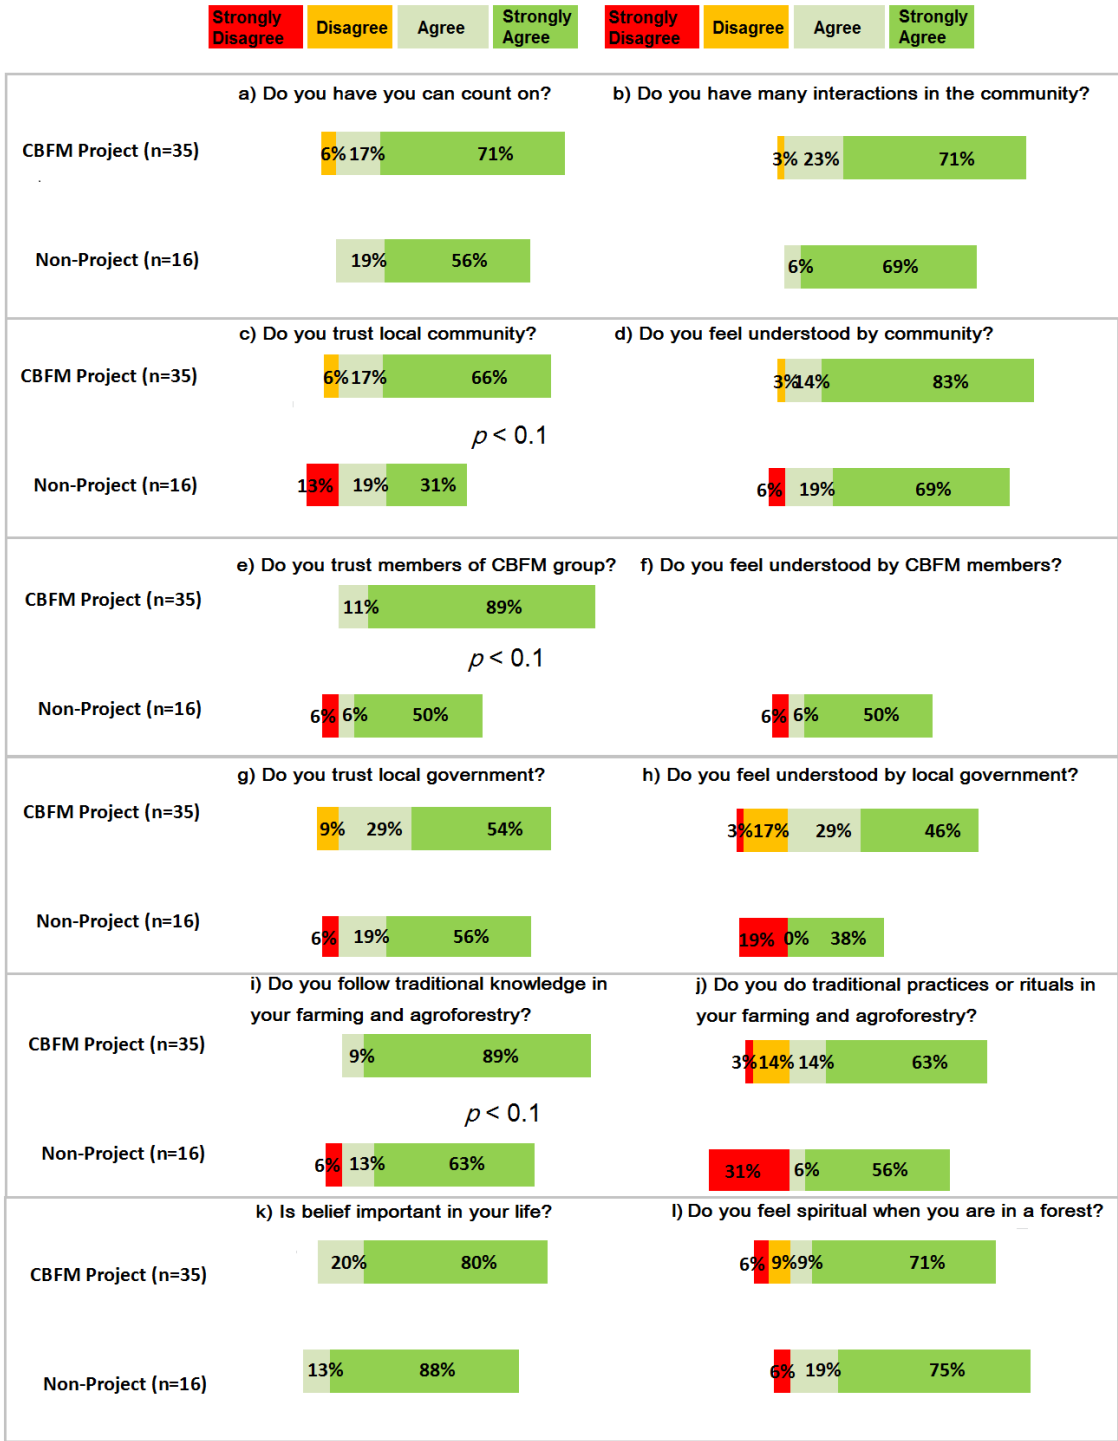 Strongly Disagree Disagree Agree Strongly Agree Strongly Disagree Disagree Agree Strongly Agree
a) Do you have you can count on? b) Do you have many interactions in the community?
CBFM Project (n=35) 6% 17% 71% 3% 23% 71%
Non-Project (n=16) 19% 56% 6% 69%
c) Do you trust local community? d) Do you feel understood by community?
CBFM Project (n=35) 6% 17% 66% 3% 14% 83%
p < 0.1
Non-Project (n=16) 13% 19% 31% 6% 19% 69%
e) Do you trust members of CBFM group? f) Do you feel understood by CBFM members?
CBFM Project (n=35) 11% 89%
p < 0.1
Non-Project (n=16) 6% 6% 50% 6% 6% 50%
g) Do you trust local government? h) Do you feel understood by local government?
CBFM Project (n=35) 9% 29% 54% 3% 17% 29% 46%
Non-Project (n=16) 6% 19% 56% 19% 0% 38%
i) Do you follow traditional knowledge in j) Do you do traditional practices or rituals in
your farming and agroforestry? your farming and agroforestry?
CBFM Project (n=35) 9% 89% 3% 14% 14% 63%
p < 0.1
Non-Project (n=16) 6% 13% 63% 31% 6% 56%
k) Is belief important in your life? l) Do you feel spiritual when you are in a forest?
CBFM Project (n=35) 20% 80% 6% 9% 9% 71%
Non-Project (n=16) 13% 88% 6% 19% 75%